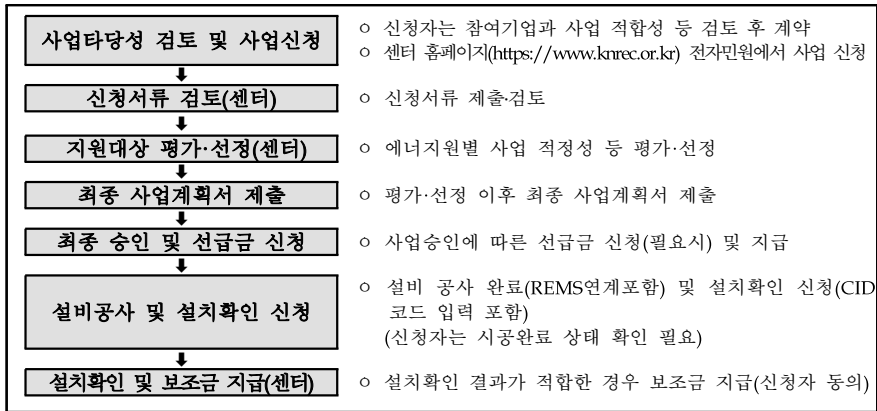 사업타당성 검토 및 사업신청
ㅇ 신청자는 참여기업과 사업 적합성 등 검토 후 계약
ㅇ 센터 홈페이지(https://www.knrec.or.kr) 전자민원에서 사업 신청
신청서류 검토(센터)
ㅇ 신청서류 제출·검토
지원대상 평가·선정(센터)
ㅇ 에너지원별 사업 적정성 등 평가·선정
최종 사업계획서 제출
ㅇ 평가·선정 이후 최종 사업계획서 제출
최종 승인 및 선급금 신청
ㅇ 사업승인에 따른 선급금 신청(필요시) 및 지급
설비공사 및 설치확인 신청
ㅇ 설비 공사 완료(REMS연계포함) 및 설치확인 신청(CID
코드 입력 포함)
(신청자는 시공완료 상태 확인 필요)
설치확인 및 보조금 지급(센터)
ㅇ 설치확인 결과가 적합한 경우 보조금 지급(신청자 동의)